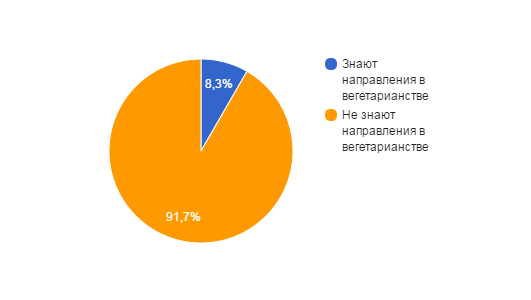 8,3%
91,7%
Знают
направления в
вегетарианстве
Не знают
направления в
вегетарианстве